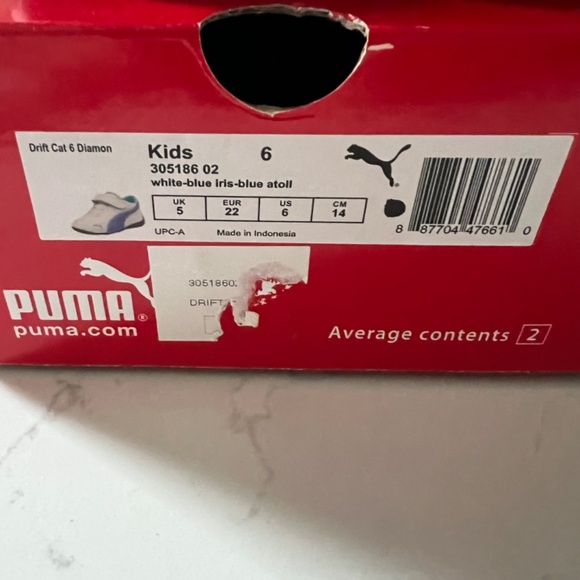 Drift Cat 6 Diamon
Kids 6
305186 02
white-blue iris-blue atoll
UK EUR US CM
5 22 6 14
UPC-A Made in Indonesia
8 87704 47661 0
3051860
DRIFT
PUMA®
puma.com
Average contents 2